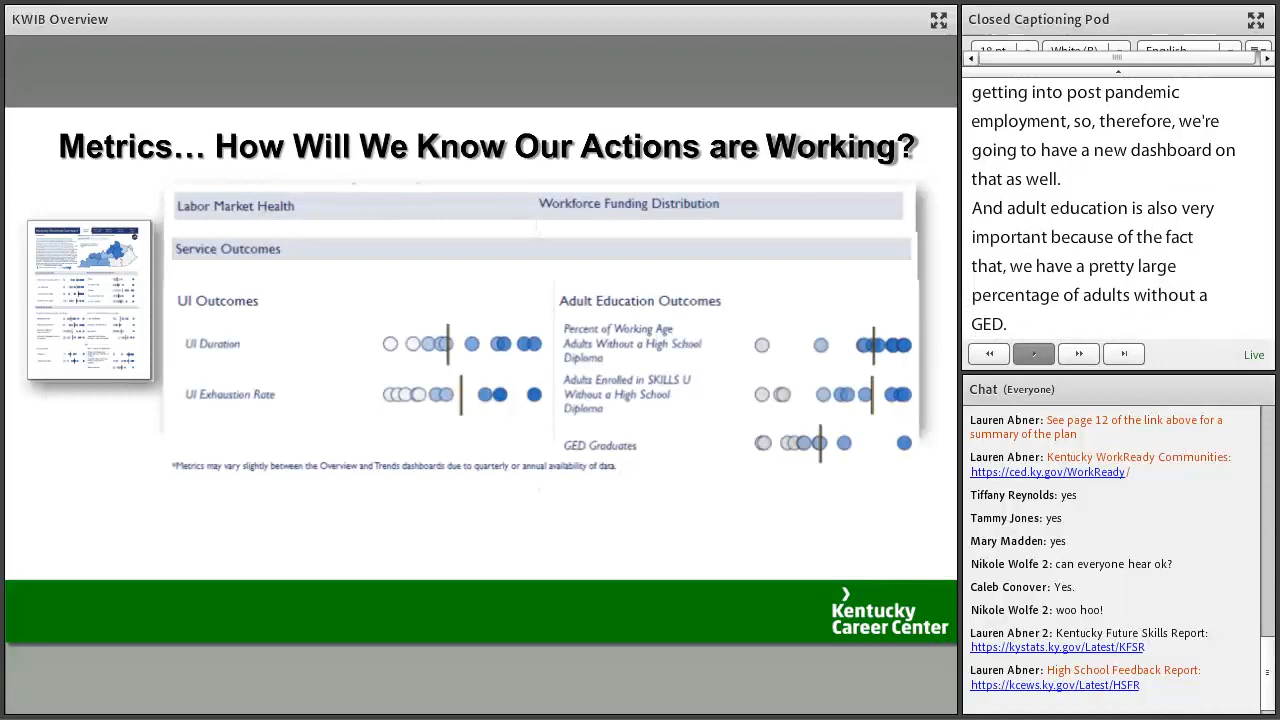 KWIB Overview
Metrics… How Will We Know Our Actions are Working?
Labor Market Health
Workforce Funding Distribution
Service Outcomes
UI Outcomes
UI Duration
UI Exhaustion Rate
Adult Education Outcomes
Percent of Working Age
Adults Without a High School
Diploma
Adults Enrolled in SKILLS U
Without a High School
Diploma
GED Graduates
*Metrics may vary slightly between the Overview and Trends dashboards due to quarterly or annual availability of data.
Kentucky
Career Center
Closed Captioning Pod
18 pt
White (B)
English
getting into post pandemic
employment, so, therefore, we're
going to have a new dashboard on
that as well.
And adult education is also very
important because of the fact
that, we have a pretty large
percentage of adults without a
GED.
Live
Chat (Everyone)
Lauren Abner: See page 12 of the link above for a
summary of the plan
Lauren Abner: Kentucky WorkReady Communities:
https://ced.ky.gov/WorkReady/
Tiffany Reynolds: yes
Tammy Jones: yes
Mary Madden: yes
Nikole Wolfe 2: can everyone hear ok?
Caleb Conover: Yes.
Nikole Wolfe 2: woo hoo!
Lauren Abner 2: Kentucky Future Skills Report:
https://kystats.ky.gov/Latest/KFSR
Lauren Abner: High School Feedback Report:
https://kcews.ky.gov/Latest/HSFR